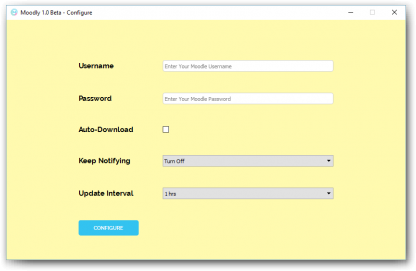 Moodly 1.0 Beta - Configure
Username
Enter Your Moodle Username
Password
Enter Your Moodle Password
Auto-Download
Keep Notifying
Turn Off
Update Interval
1 hrs
CONFIGURE